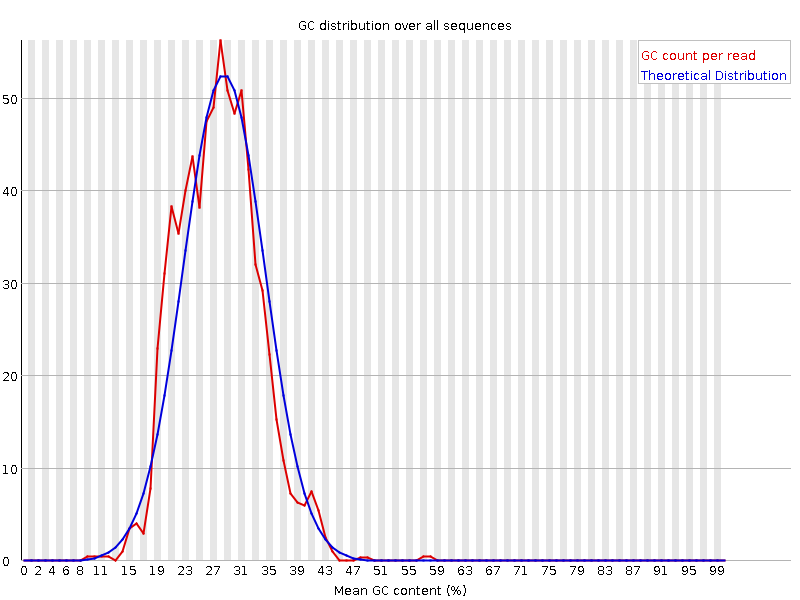 GC distribution over all sequences
GC count per read
Theoretical Distribution
50
40
30
20
10
0
0 2 4 6 8 11 15 19 23 27 31 35 39 43 47 51 55 59 63 67 71 75 79 83 87 91 95 99
Mean GC content (%)